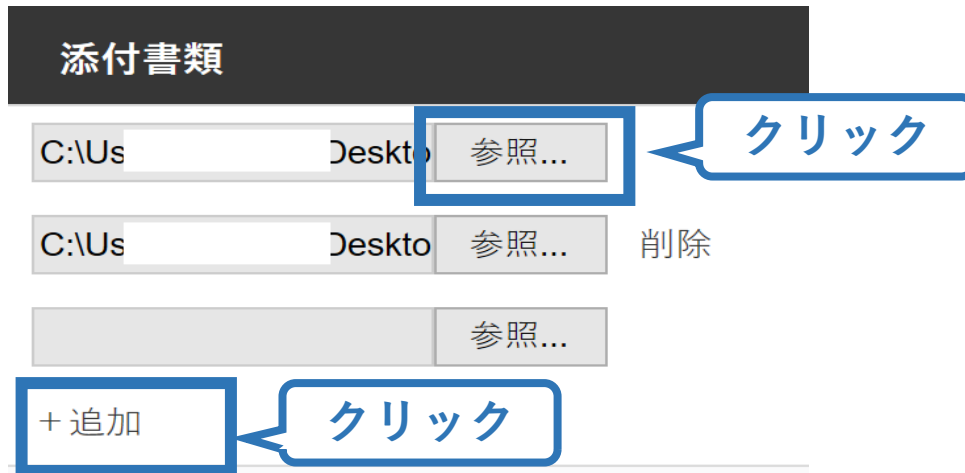 添付書類
C:\Us Deskto 参照... クリック
C:\Us Deskto 参照... 削除
参照...
+追加 クリック